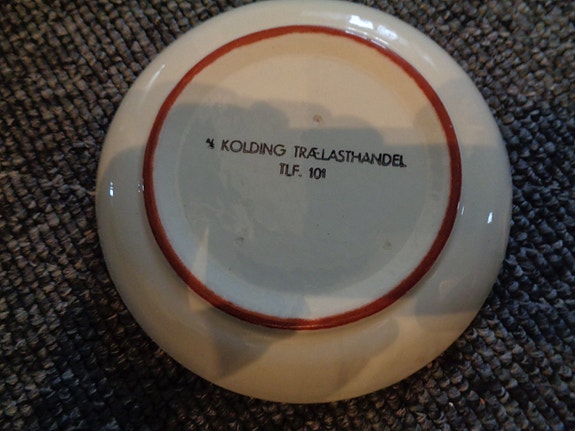 A/S KOLDING TRÆLASTHANDEL
TLF. 101